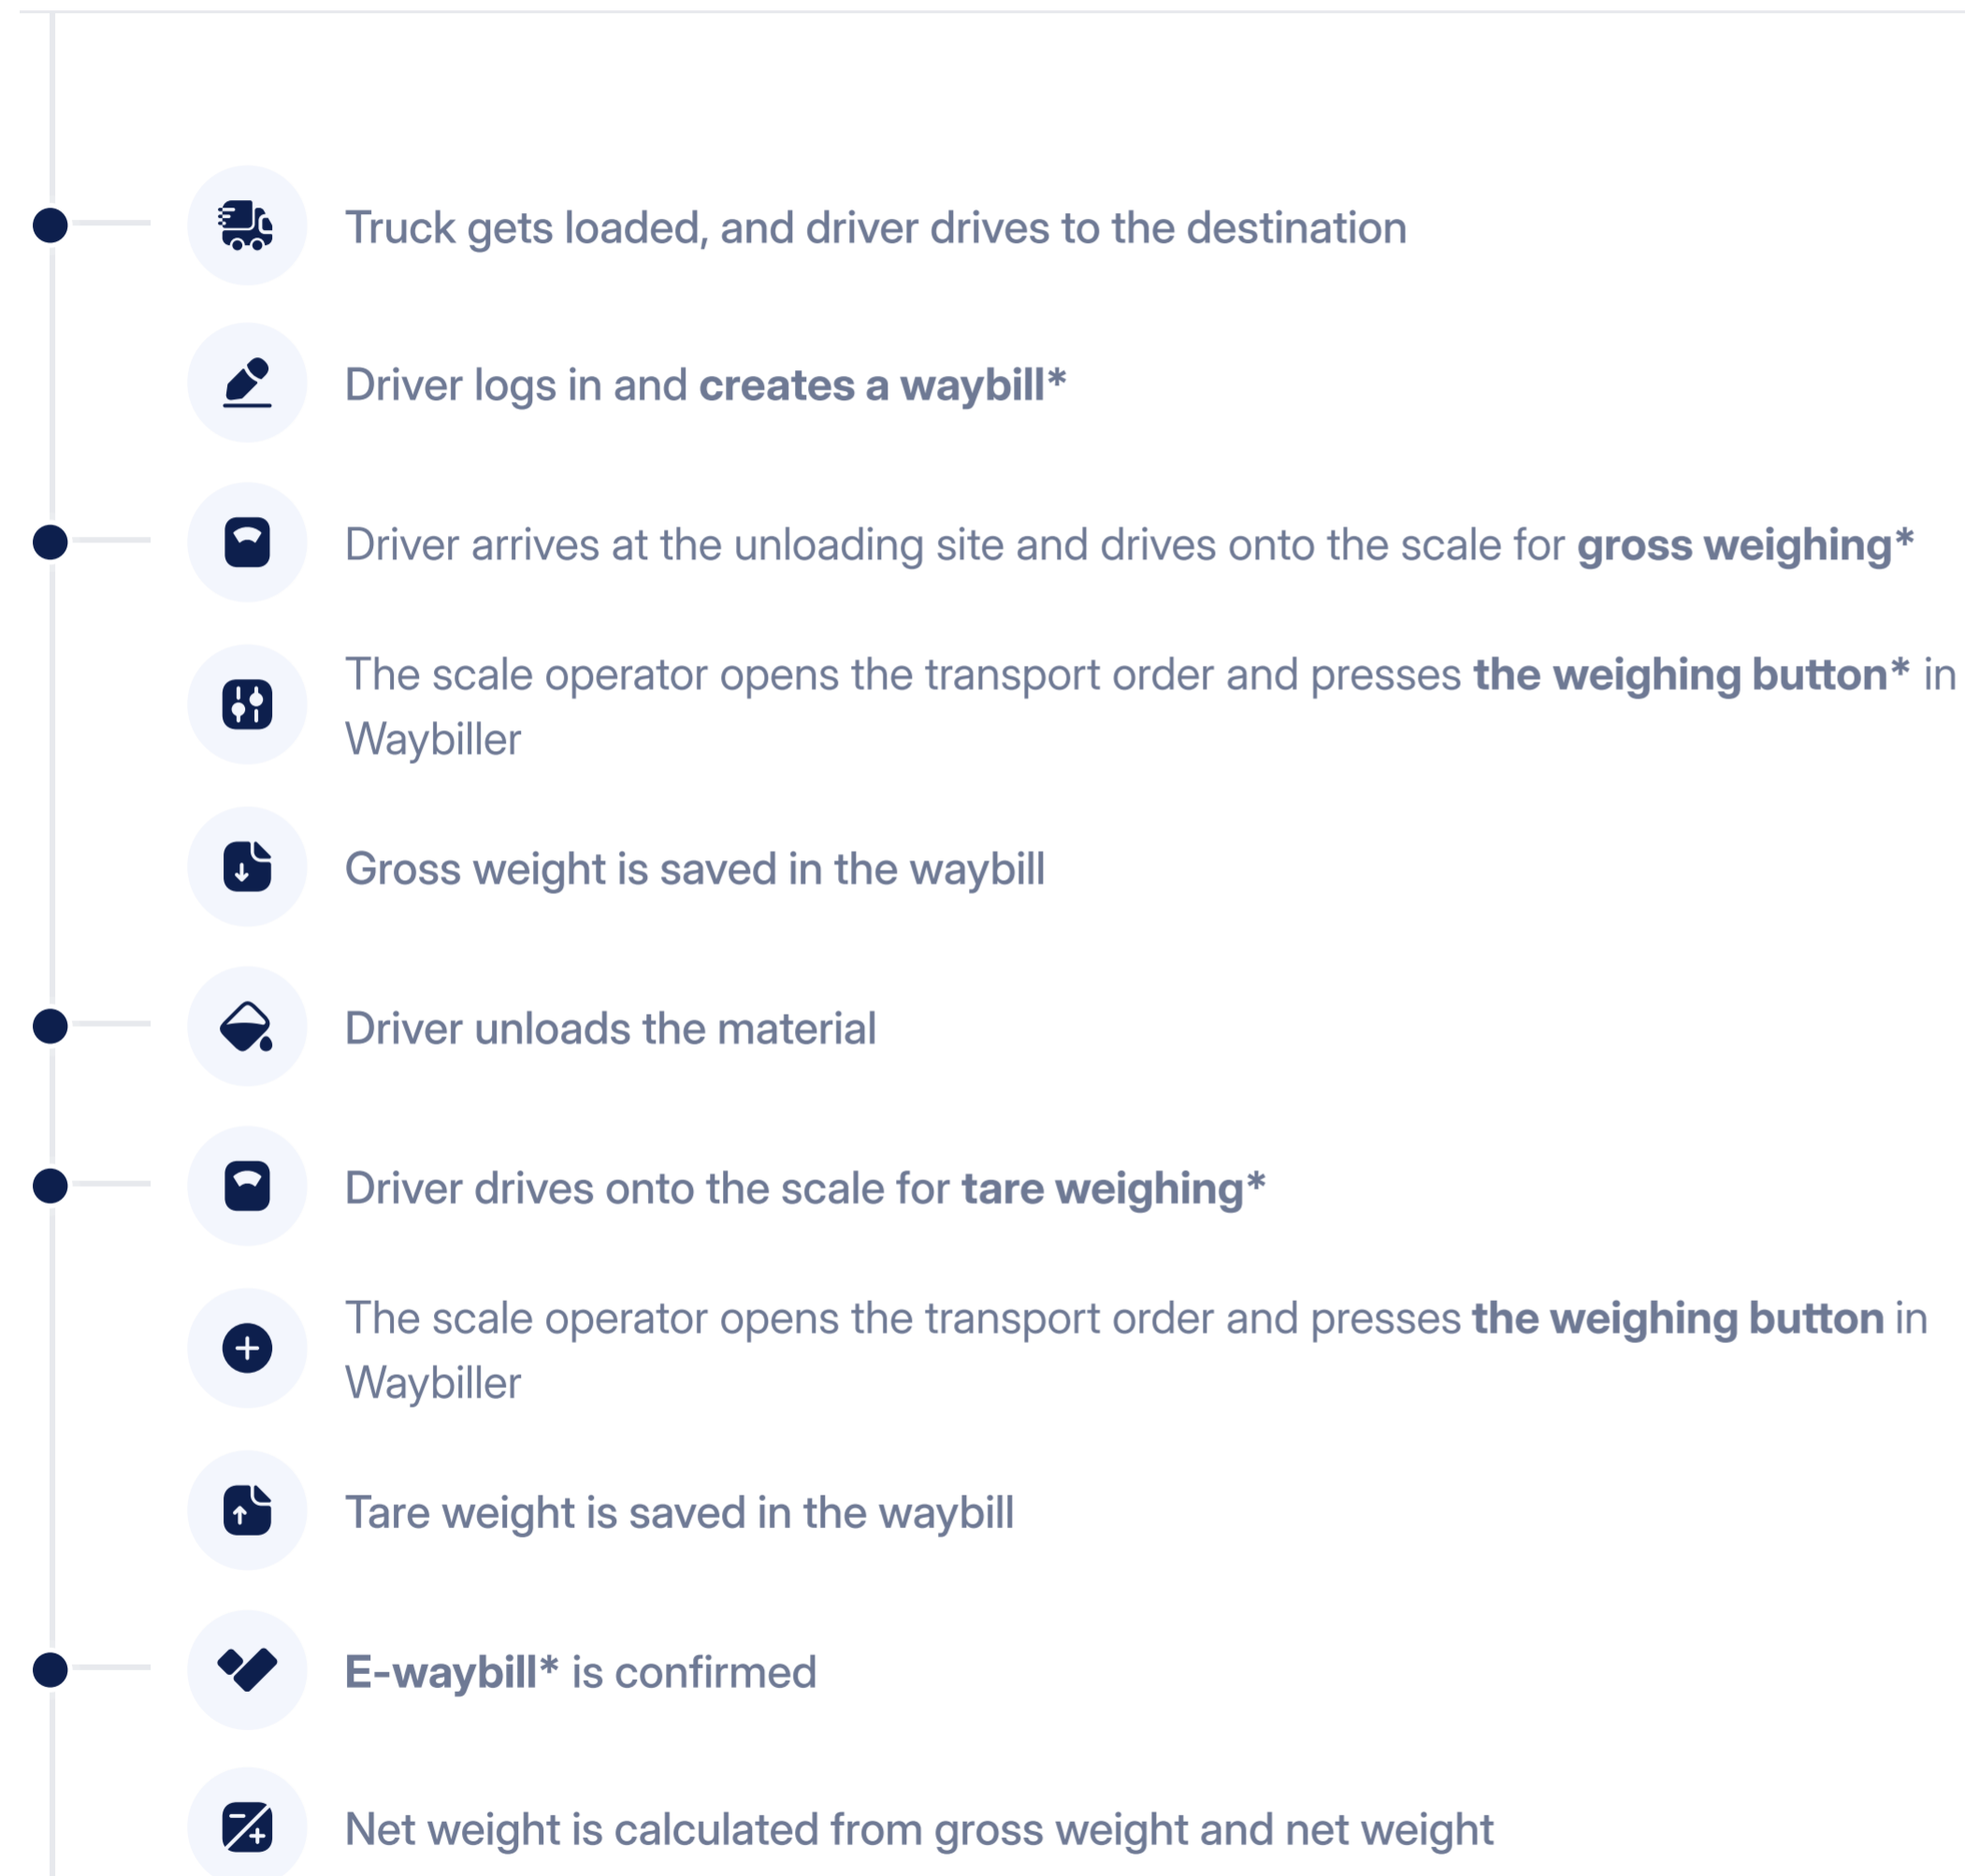 Truck gets loaded, and driver drives to the destination
Driver logs in and creates a waybill*
Driver arrives at the unloading site and drives onto the scale for gross weighing*
The scale operator opens the transport order and presses the weighing button* in
Waybiller
Gross weight is saved in the waybill
Driver unloads the material
Driver drives onto the scale for tare weighing*
The scale operator opens the transport order and presses the weighing button in
Waybiller
Tare weight is saved in the waybill
E-waybill* is confirmed
Net weight is calculated from gross weight and net weight